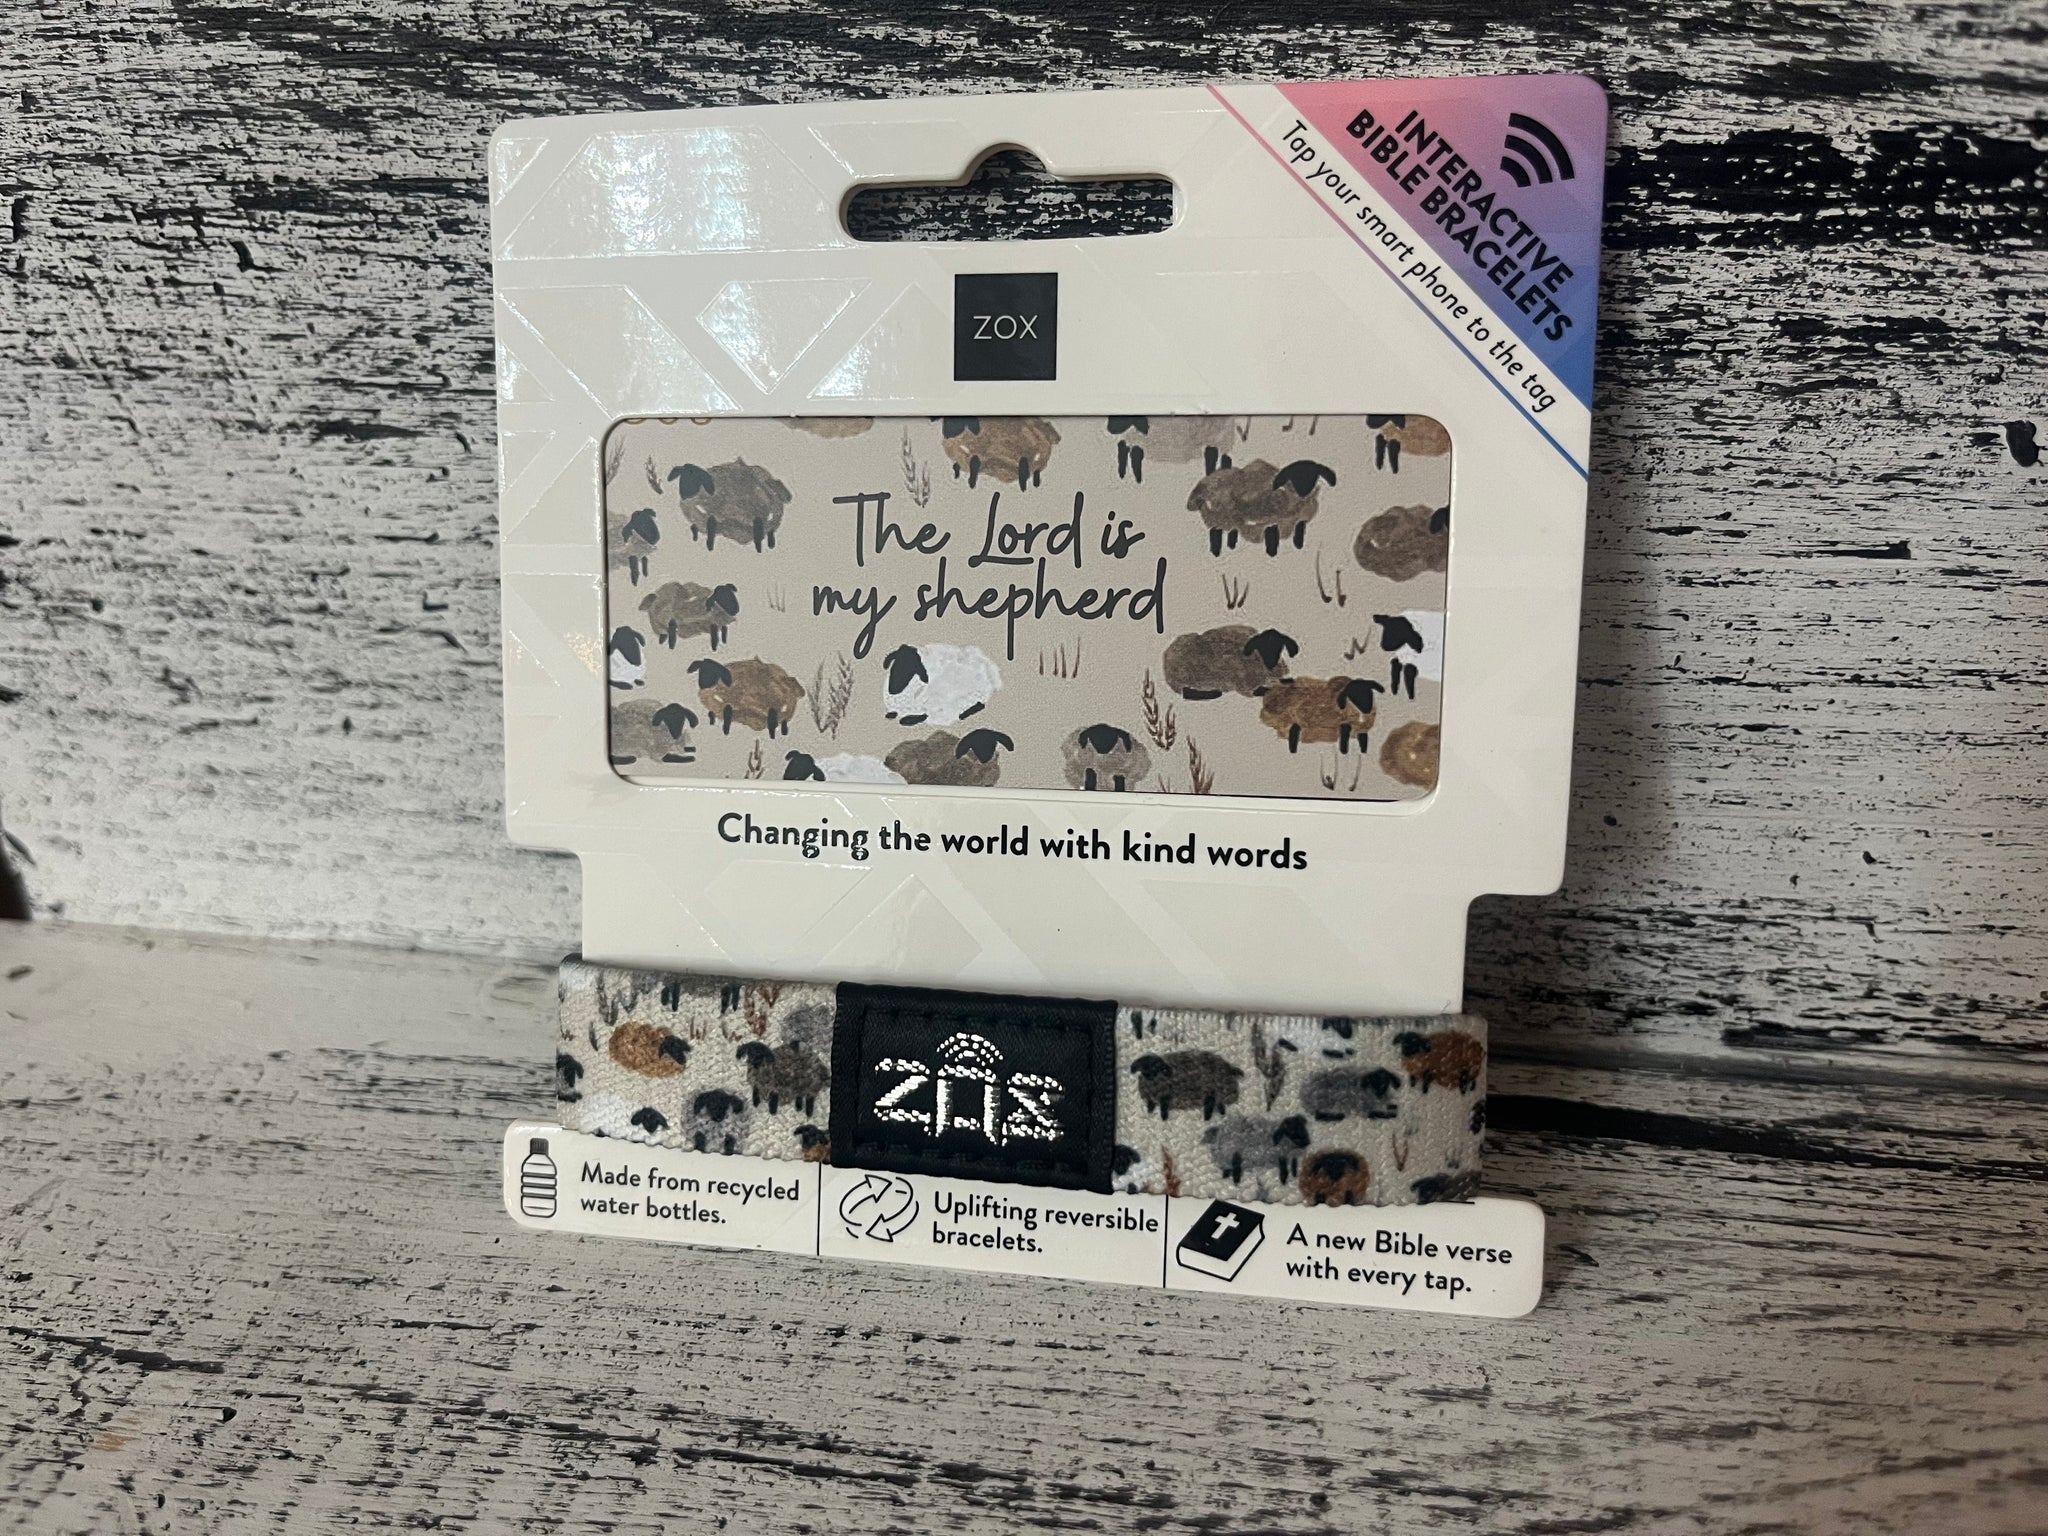 INTERACTIVE
BIBLE BRACELETS
Tap your smart phone to the tag
ZOX
The Lord is
my shepherd
Changing the world with kind words
ZOX
Made from recycled
water bottles.
Uplifting reversible
bracelets.
A new Bible verse
with every tap.